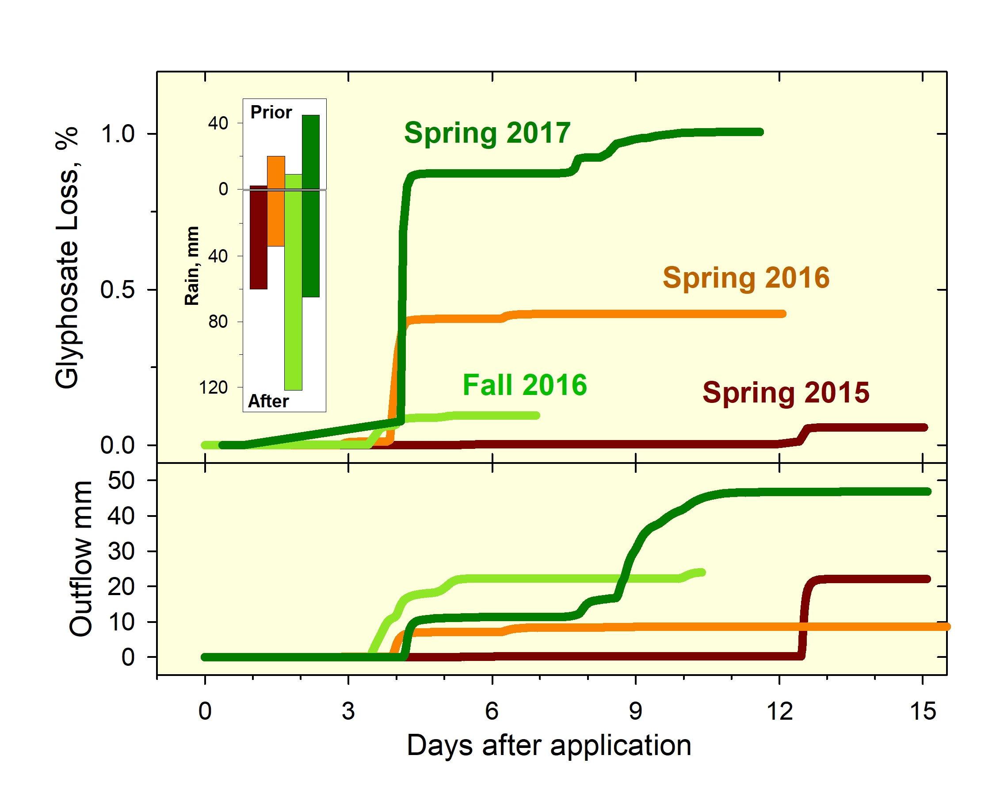 Glyphosate Loss, %
1.0
0.5
0.0
Prior
40
0
Rain, mm
40
80
120
After
Spring 2017
Spring 2016
Fall 2016
Spring 2015
Outflow mm
50
40
30
20
10
0
0 3 6 9 12 15
Days after application